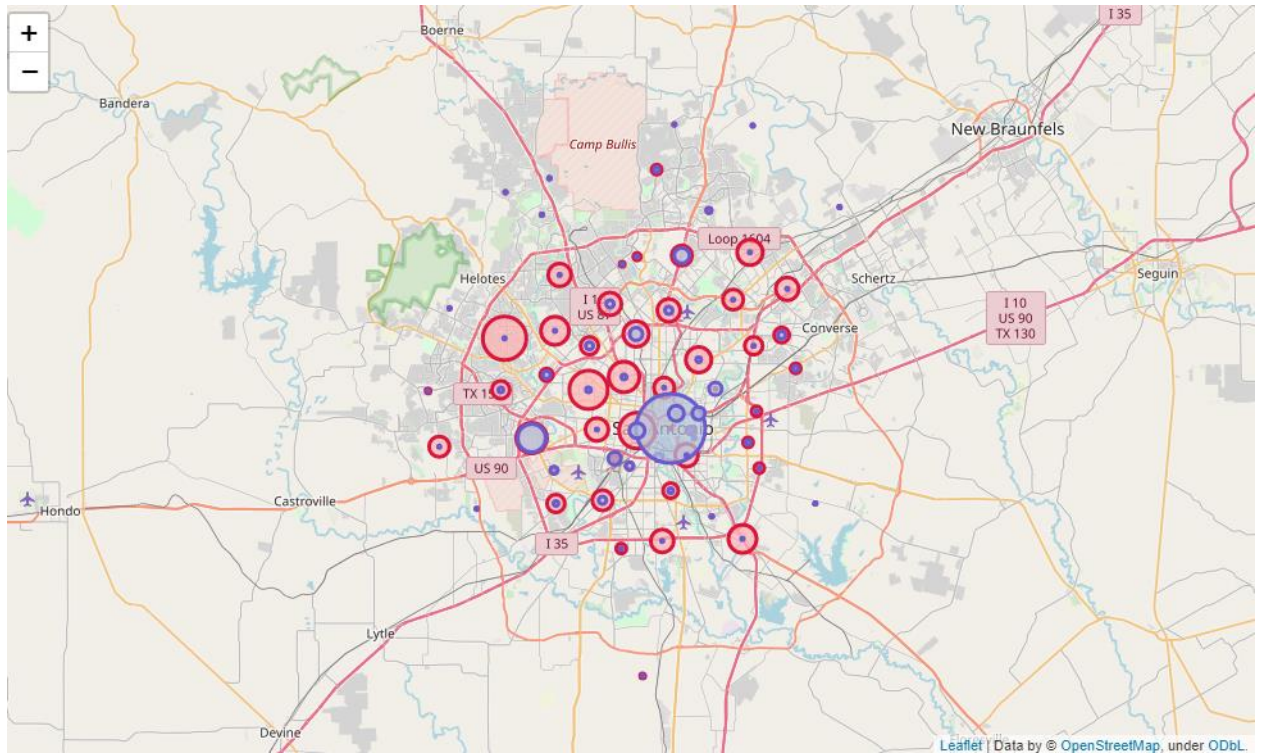 +
−
I 35
Boerne
Bandera
New Braunfels
Camp Bullis
Loop 1604
Helotes
Schertz
Seguin
I 10
US 90
TX 130
Converse
US 90
Castroville
Hondo
I 35
Lytle
Devine
Leaflet | Data by © OpenStreetMap, under ODbL.